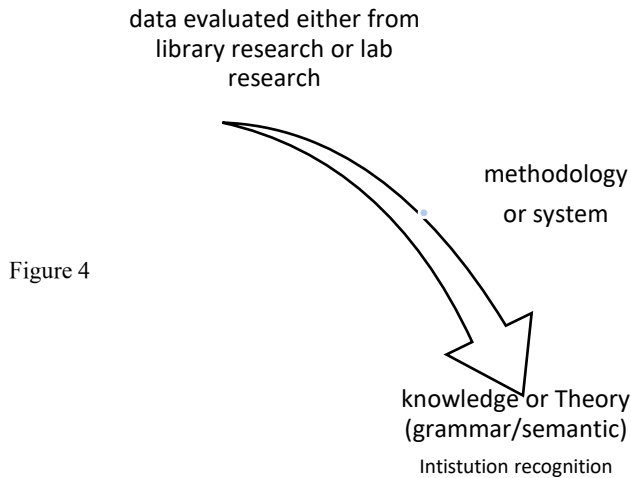 data evaluated either from
library research or lab
research
methodology
or system
Figure 4
knowledge or Theory
(grammar/semantic)
Intistution recognition